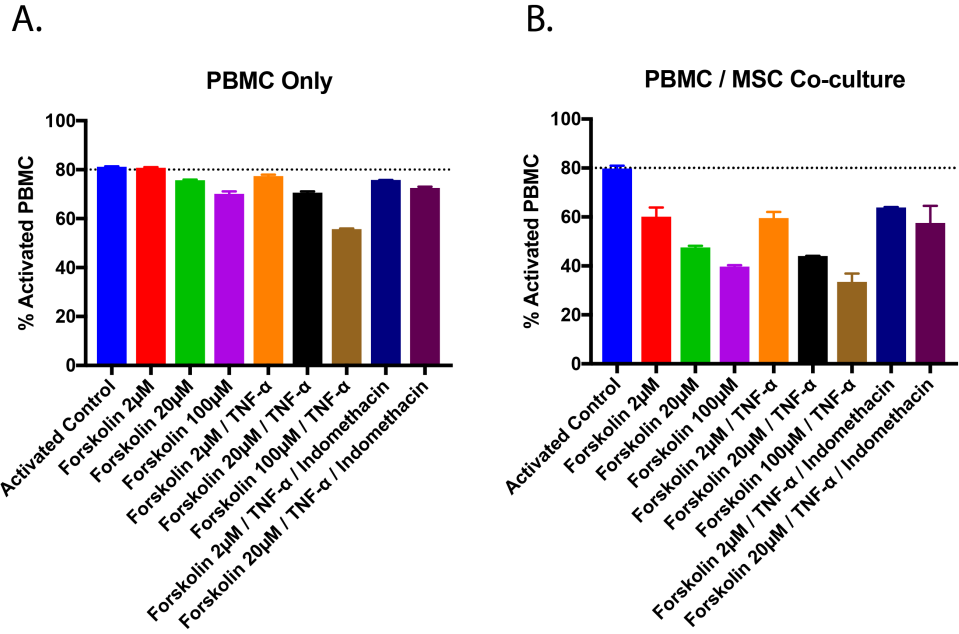 A.
PBMC Only
% Activated PBMC
100
80
60
40
20
0
Activated Control
Forskolin 2µM
Forskolin 20µM
Forskolin 100µM
Forskolin 2µM / TNF-α
Forskolin 20µM / TNF-α
Forskolin 100µM / TNF-α
Forskolin 2µM / TNF-α / Indomethacin
Forskolin 20µM / TNF-α / Indomethacin
B.
PBMC / MSC Co-culture
% Activated PBMC
100
80
60
40
20
0
Activated Control
Forskolin 2µM
Forskolin 20µM
Forskolin 100µM
Forskolin 2µM / TNF-α
Forskolin 20µM / TNF-α
Forskolin 100µM / TNF-α
Forskolin 2µM / TNF-α / Indomethacin
Forskolin 20µM / TNF-α / Indomethacin